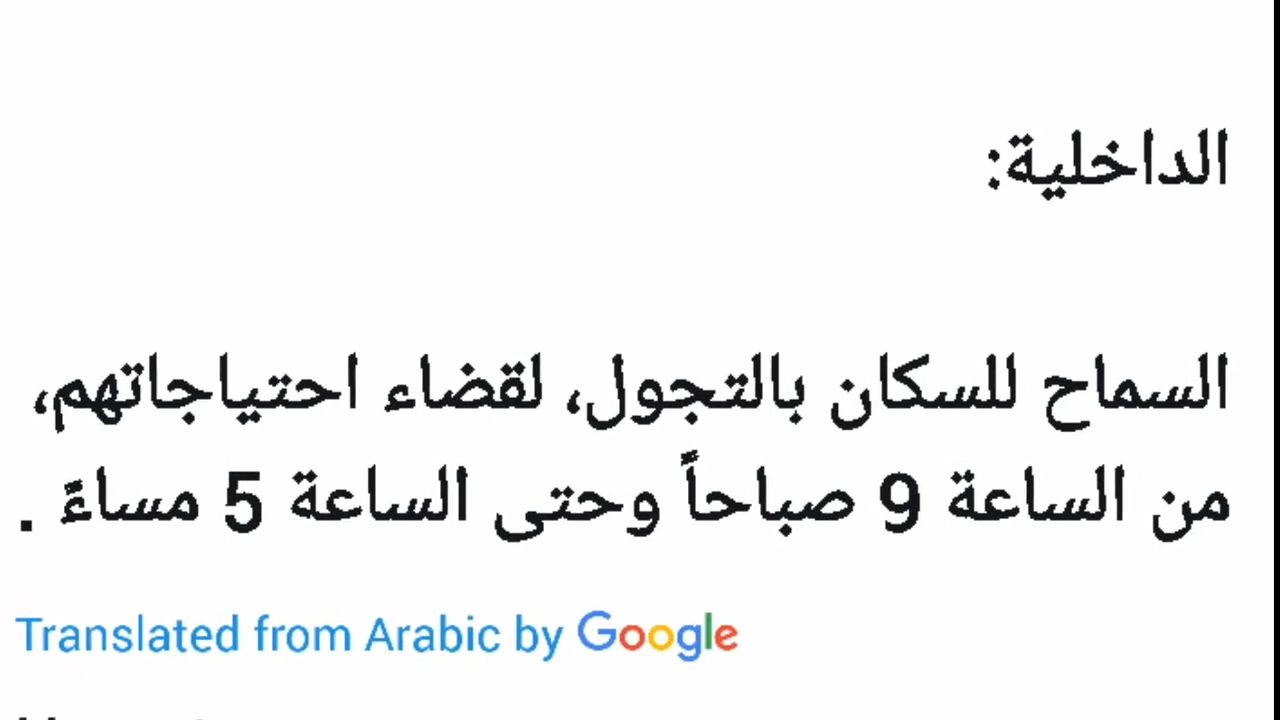 الداخلية:
السماح للسكان بالتجول، لقضاء احتياجاتهم،
من الساعة 9 صباحاً وحتى الساعة 5 مساءً .
Translated from Arabic by Google